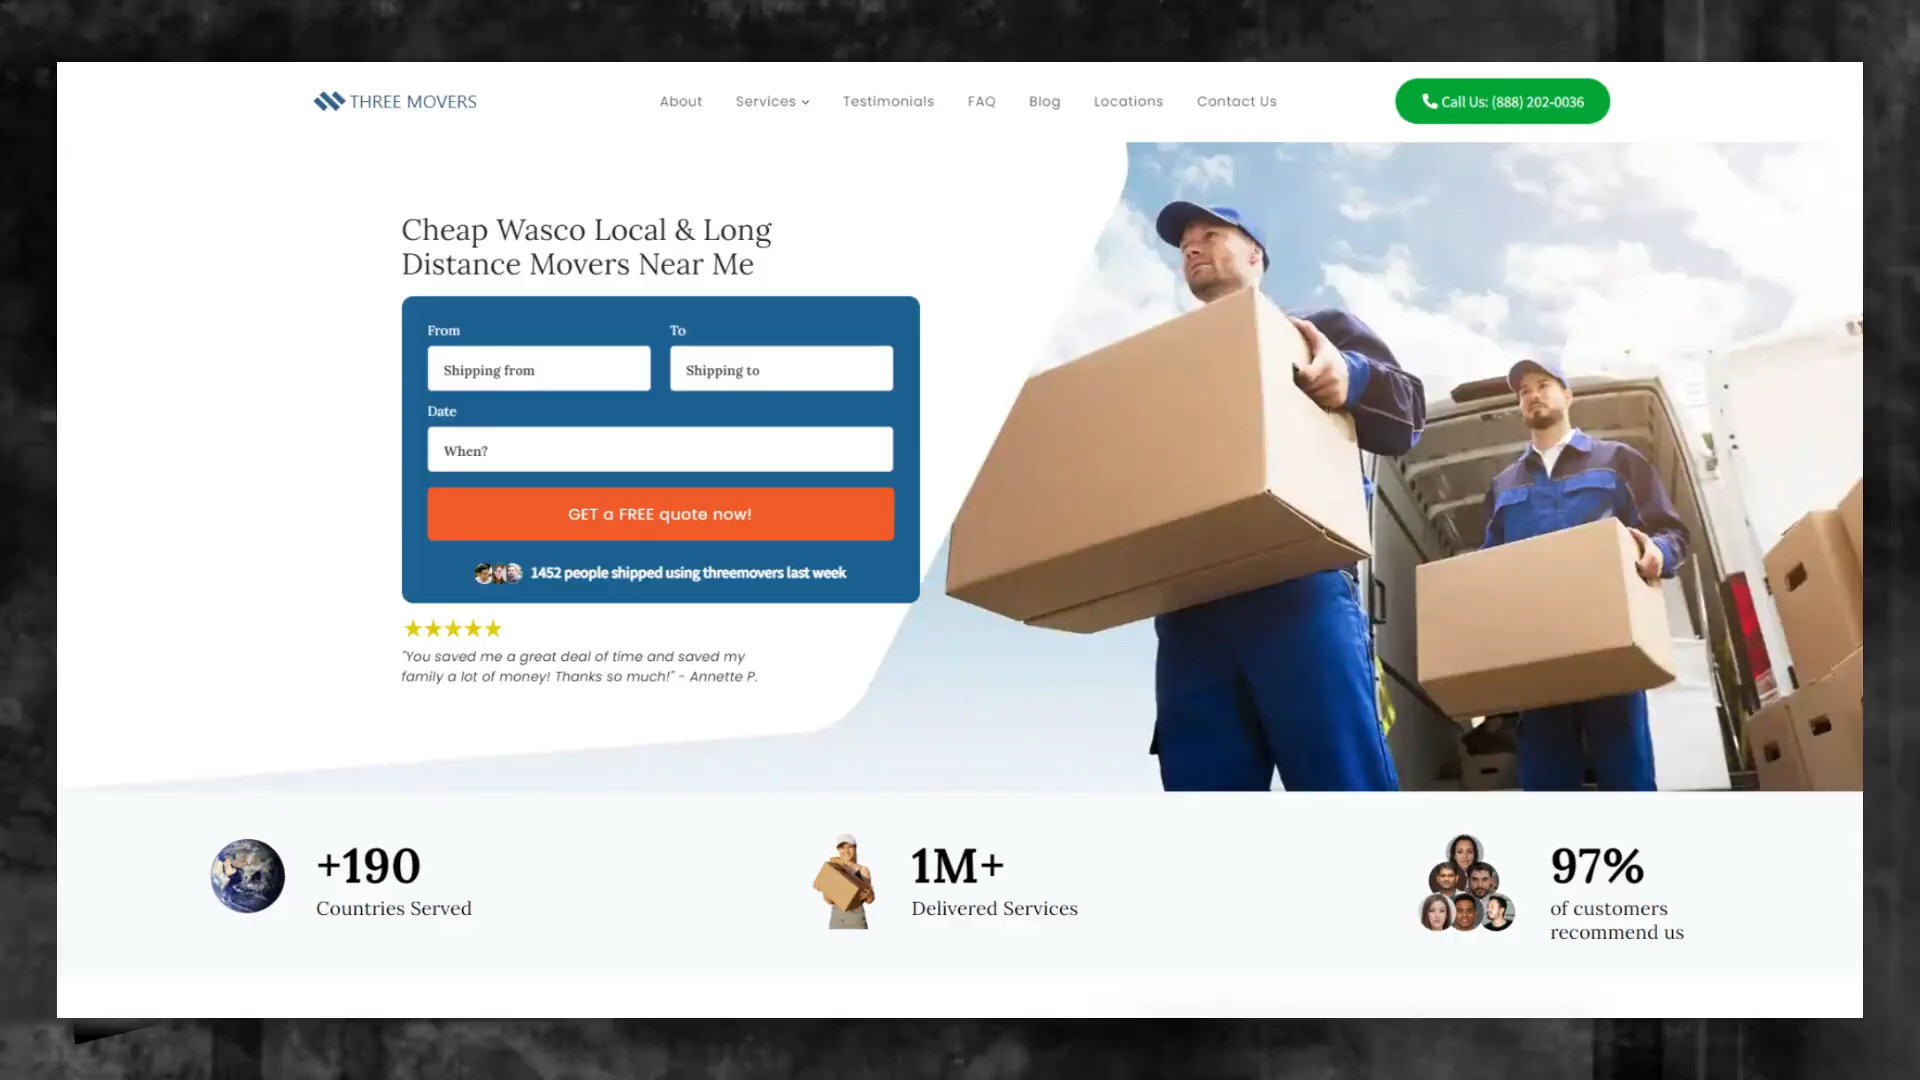 THREE MOVERS
About
Services
Testimonials
FAQ
Blog
Locations
Contact Us
Call Us: (888) 202-0036
Cheap Wasco Local & Long
Distance Movers Near Me
From
To
Shipping from
Shipping to
Date
When?
GET a FREE quote now!
1452 people shipped using threemovers last week
"You saved me a great deal of time and saved my
family a lot of money! Thanks so much!" - Annette P.
+190
Countries Served
1M+
Delivered Services
97%
of customers
recommend us